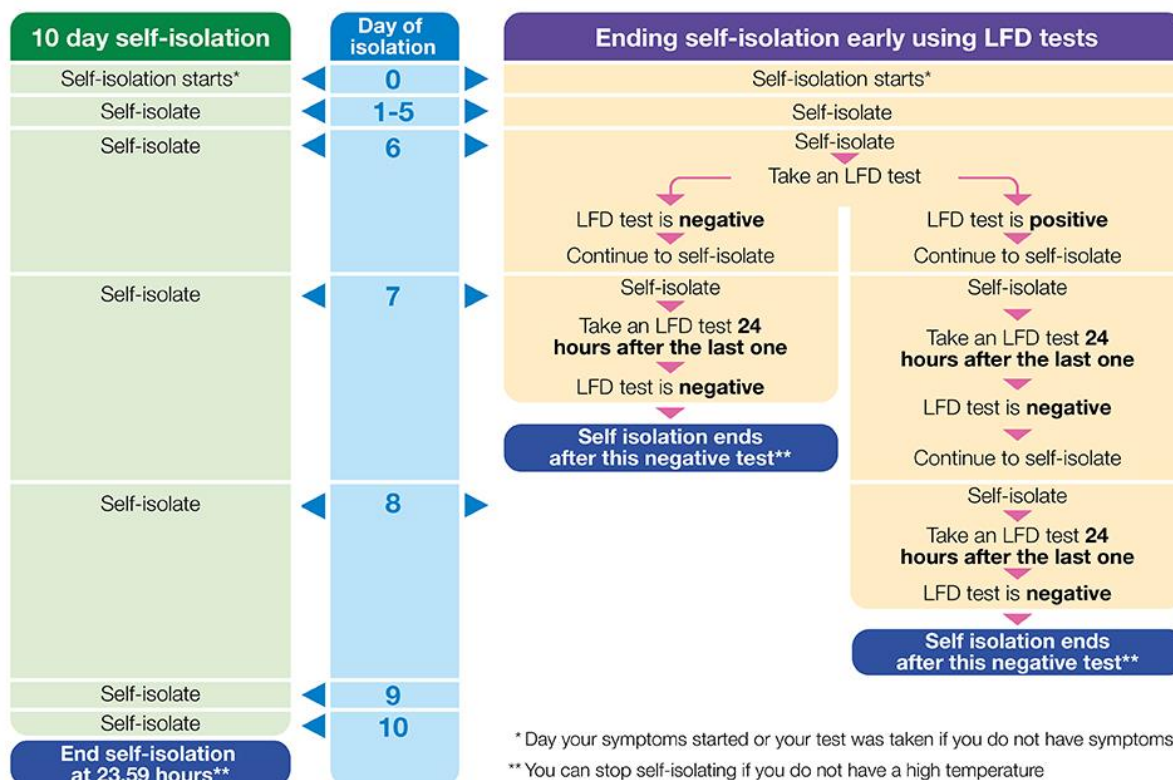 10 day self-isolation
Day of
isolation
Ending self-isolation early using LFD tests
Self-isolation starts*
0
Self-isolation starts*
Self-isolate
1-5
Self-isolate
Self-isolate
6
Self-isolate
Take an LFD test
LFD test is negative
LFD test is positive
Continue to self-isolate
Continue to self-isolate
Self-isolate
7
Self-isolate
Self-isolate
Take an LFD test 24
hours after the last one
Take an LFD test 24
hours after the last one
LFD test is negative
LFD test is negative
Self isolation ends
after this negative test**
Continue to self-isolate
Self-isolate
8
Self-isolate
Take an LFD test 24
hours after the last one
LFD test is negative
Self isolation ends
after this negative test**
Self-isolate
9
Self-isolate
10
End self-isolation
at 23.59 hours**
* Day your symptoms started or your test was taken if you do not have symptoms
** You can stop self-isolating if you do not have a high temperature